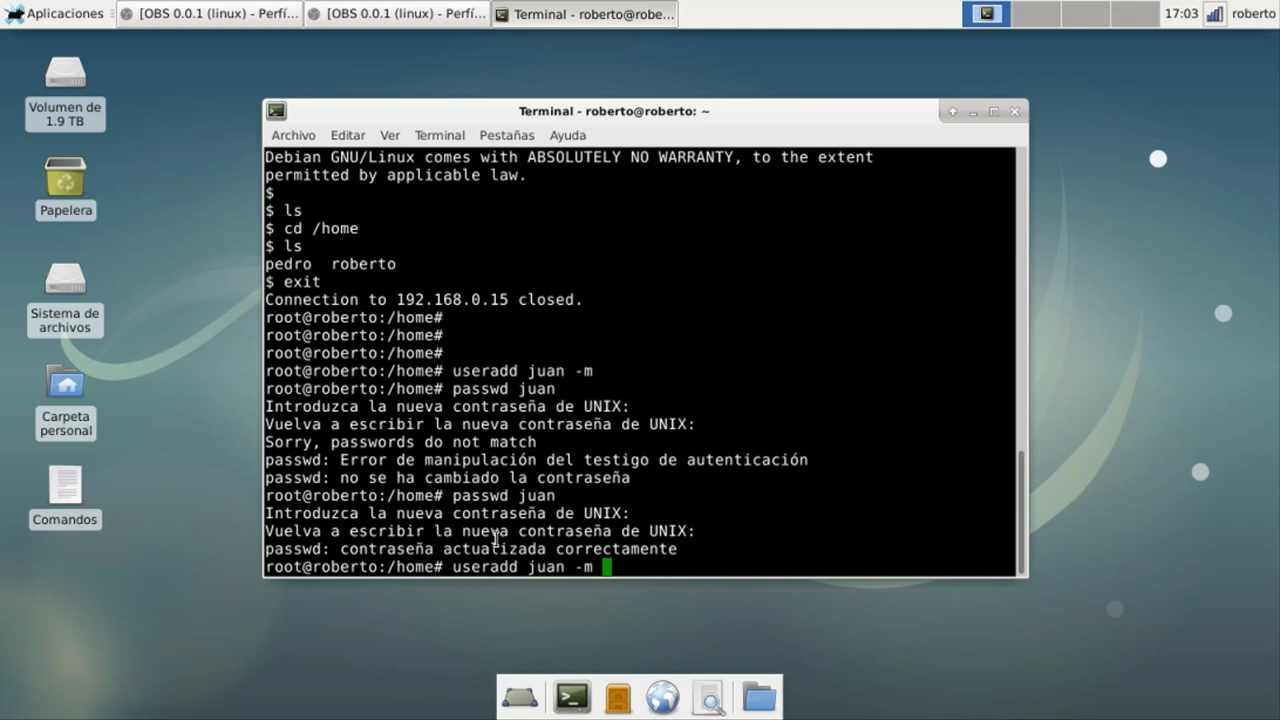 Aplicaciones
[OBS 0.0.1 (linux) - Perfí...
[OBS 0.0.1 (linux) - Perfí...
Terminal - roberto@robe...
17:03
roberto
Volumen de
1.9 TB
Papelera
Sistema de
archivos
Carpeta
personal
Comandos
Terminal - roberto@roberto: ~
Archivo Editar Ver Terminal Pestañas Ayuda
Debian GNU/Linux comes with ABSOLUTELY NO WARRANTY, to the extent
permitted by applicable law.
$
$ ls
$ cd /home
$ ls
pedro  roberto
$ exit
Connection to 192.168.0.15 closed.
root@roberto:/home#
root@roberto:/home#
root@roberto:/home#
root@roberto:/home# useradd juan -m
root@roberto:/home# passwd juan
Introduzca la nueva contraseña de UNIX:
Vuelva a escribir la nueva contraseña de UNIX:
Sorry, passwords do not match
passwd: Error de manipulación del testigo de autenticación
passwd: no se ha cambiado la contraseña
root@roberto:/home# passwd juan
Introduzca la nueva contraseña de UNIX:
Vuelva a escribir la nueva contraseña de UNIX:
passwd: contraseña actualizada correctamente
root@roberto:/home# useradd juan -m